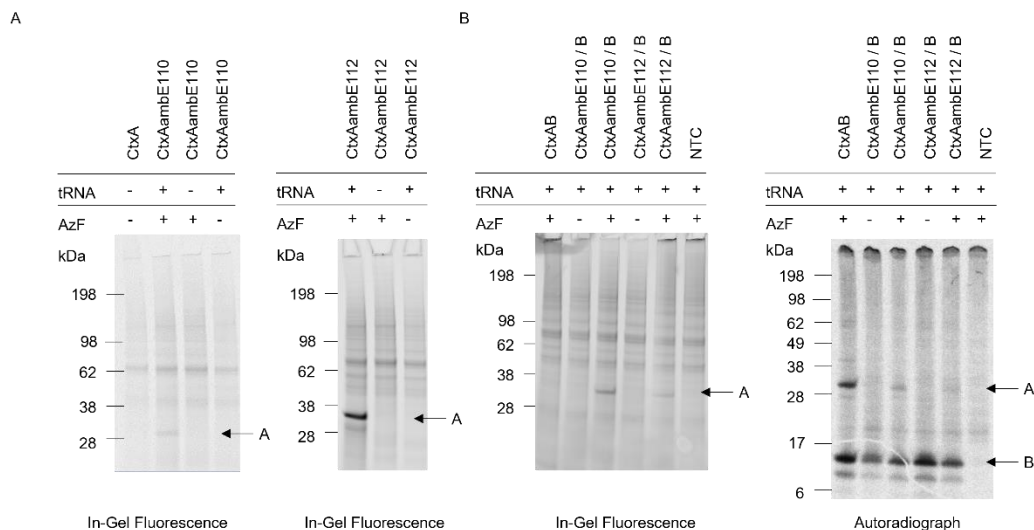 A
B
CtxA
CtxAambE110
CtxAambE110
CtxAambE110
tRNA - + - +
AzF - + + -
kDa
198
98
62
38
28
A
In-Gel Fluorescence
CtxAambE112
CtxAambE112
CtxAambE112
tRNA + - +
AzF + + -
kDa
198
98
62
38
28
A
In-Gel Fluorescence
CtxAB
CtxAambE110 / B
CtxAambE110 / B
CtxAambE112 / B
CtxAambE112 / B
NTC
tRNA + + + + + +
AzF + - + - + +
kDa
198
98
62
38
28
A
In-Gel Fluorescence
CtxAB
CtxAambE110 / B
CtxAambE110 / B
CtxAambE112 / B
CtxAambE112 / B
NTC
tRNA + + + + + +
AzF + - + - + +
kDa
198
98
62
49
38
28
17
6
A
B
Autoradiograph